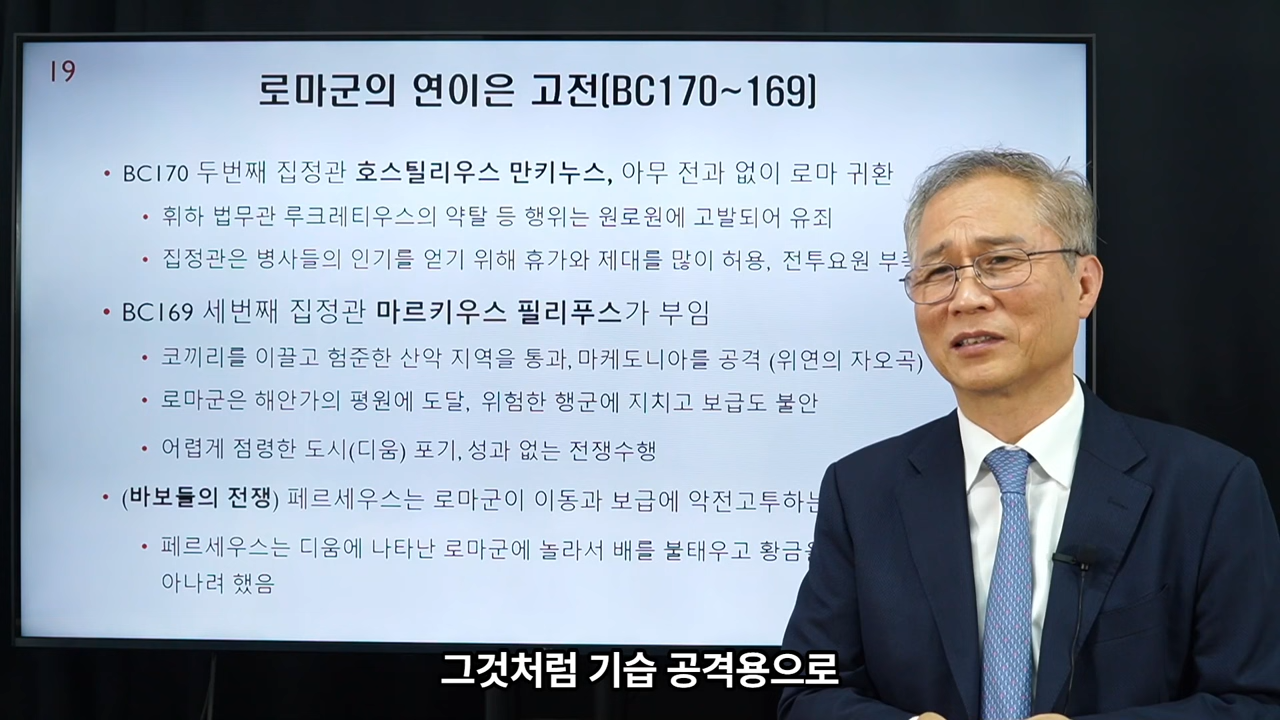 19
로마군의 연이은 고전(BC170~169)
• BC170 두번째 집정관 호스틸리우스 만키누스, 아무 전과 없이 로마 귀환
• 휘하 법무관 루크레티우스의 약탈 등 행위는 원로원에 고발되어 유죄
• 집정관은 병사들의 인기를 얻기 위해 휴가와 제대를 많이 허용, 전투요원
• BC169 세번째 집정관 마르키우스 필리푸스가 부임
• 코끼리를 이끌고 험준한 산악 지역을 통과, 마케도니아를 공격 (위연의 자오곡)
• 로마군은 해안가의 평원에 도달, 위험한 행군에 지치고 보급도 불안
• 어렵게 점령한 도시(디움) 포기, 성과 없는 전쟁수행
• (바보들의 전쟁) 페르세우스는 로마군이 이동과 보급에 악전고투하는
• 페르세우스는 디움에 나타난 로마군에 놀라서 배를 불태우고 황금을
아나려 했음
그것처럼 기습 공격용으로